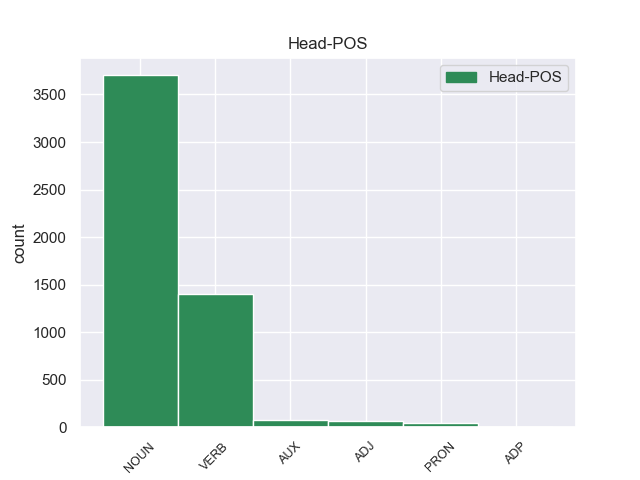 Head-POS
Head-POS
3500
3000
2500
2000
1500
1000
500
0
count
NOUN
VERB
AUX
ADJ
PRON
ADP